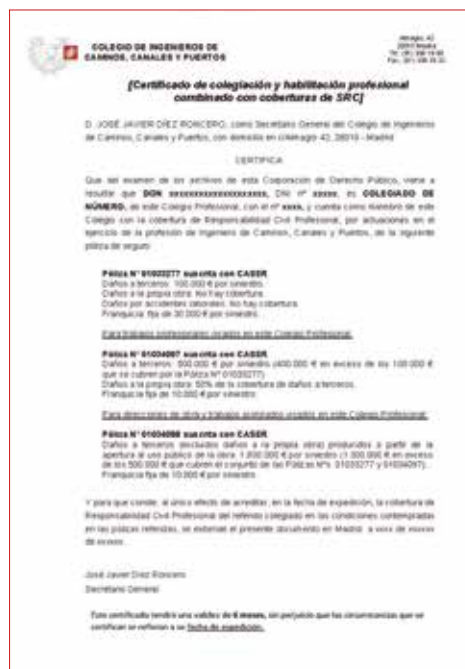 COLEGIO DE INGENIEROS DE
CAMINOS, CANALES Y PUERTOS
Almagro, 42
28010 Madrid
[Certificado de colegiación y habilitación profesional
combinado con coberturas de SRC]
D. JOSÉ JAVIER DÍEZ RONCERO, como Secretario General del Colegio de Ingenieros
de Caminos, Canales y Puertos, con domicilio en c/Almagro 42, 28010 - Madrid
CERTIFICA
Que del examen de los archivos de esta Corporación de Derecho Público, viene a
resultar que DON xxxxxxxxxxxxxxxxxxxx, DNI nº xxxxx, es COLEGIADO DE
NÚMERO, de este Colegio Profesional, con el nº xxxx, y cuenta como miembro de este
Colegio con la cobertura de Responsabilidad Civil Profesional, por actuaciones en el
ejercicio de la profesión de Ingeniero de Caminos, Canales y Puertos, de la siguiente
póliza de seguro:
Póliza N° 01033277 suscrita con CASER
Daños a terceros: 100.000 € por siniestro.
Daños a la propia obra: No hay cobertura.
Daños por accidentes laborales: No hay cobertura.
Franquicia fija de 30.000 € por siniestro.
Para trabajos profesionales visados en este Colegio Profesional:
Póliza N° 01034097 suscrita con CASER
Daños a terceros: 500.000 € por siniestro (400.000 € en exceso de los 100.000 €
que se cubren por la Póliza N° 01033277)
Daños a la propia obra: 50% de la cobertura de daños a terceros.
Franquicia fija de 10.000 € por siniestro.
Para direcciones de obra y trabajos asimilados visados en este Colegio Profesional:
Póliza N° 01034098 suscrita con CASER
Daños a terceros (excluidos daños a la propia obra) producidos a partir de la
apertura al uso público de la obra: 1.000.000 € por siniestro (1.000.000 € en exceso
de los 500.000 € que cubren el conjunto de las Pólizas Nºs 01033277 y 01034097).
Franquicia fija de 10.000 € por siniestro.
Y para que conste, al único efecto de acreditar, en la fecha de expedición, la cobertura de
Responsabilidad Civil Profesional del referido colegiado en las condiciones contempladas
en las pólizas referidas, se extiende el presente documento en Madrid a xxxx de xxxxxx
de xxxxxx.
José Javier Díez Roncero
Secretario General
Este certificado tendrá una validez de 6 meses, sin perjuicio que las circunstancias que se
certifican se refieran a su fecha de expedición.